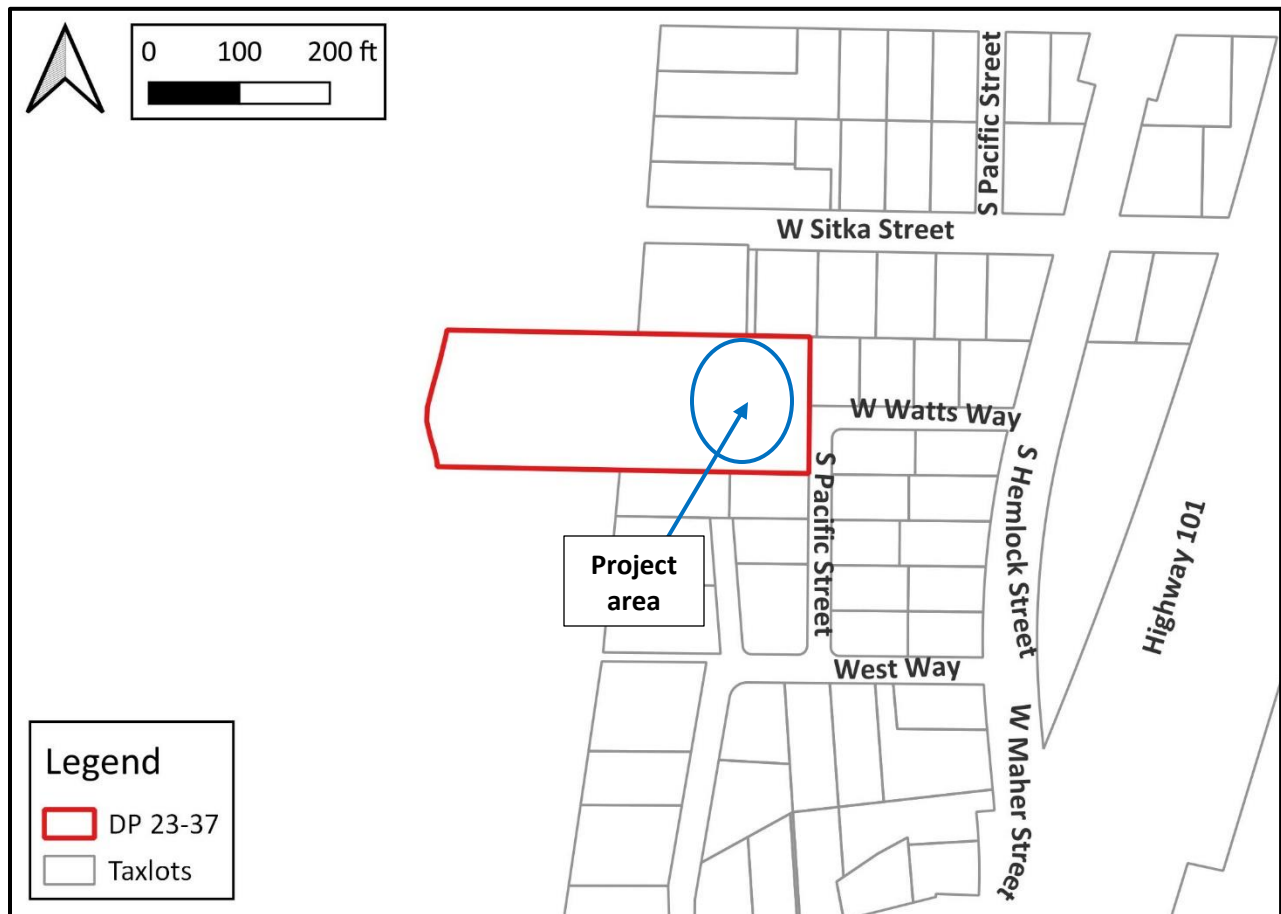 0 100 200 ft
S Pacific Street
W Sitka Street
W Watts Way
S Pacific Street
S Hemlock Street
Highway 101
Project
area
West Way
W Maher Street
Legend
DP 23-37
Taxlots